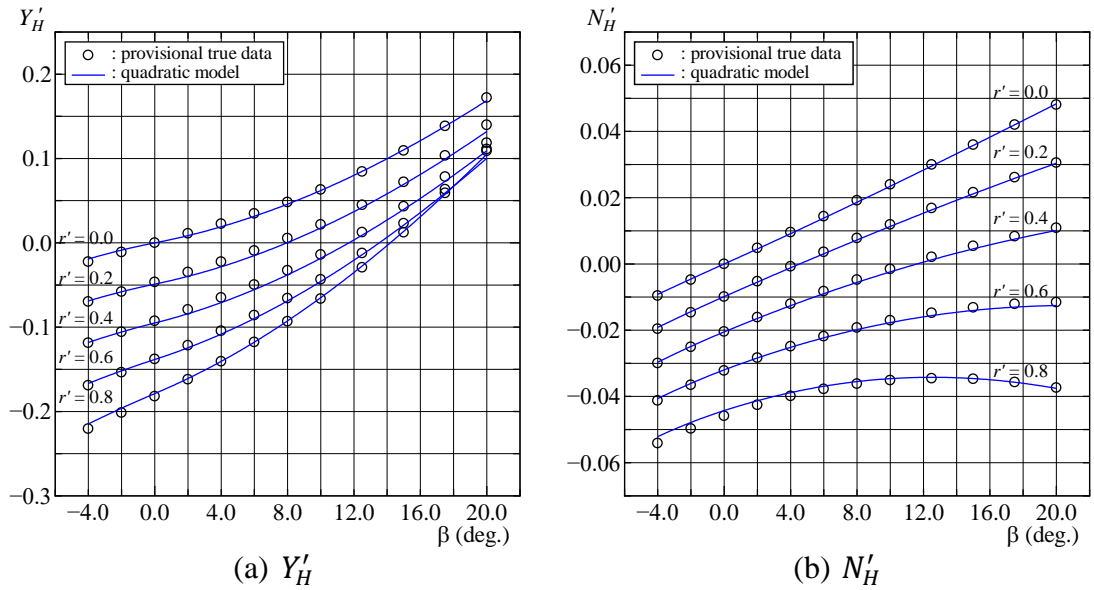 Y_H′
: provisional true data
: quadratic model
0.2
0.1
0.0
−0.1
−0.2
−0.3
r′ = 0.0
r′ = 0.2
r′ = 0.4
r′ = 0.6
r′ = 0.8
−4.0 0.0 4.0 8.0 12.0 16.0 20.0
β (deg.)
(a) Y_H′
N_H′
: provisional true data
: quadratic model
0.06
0.04
0.02
0.00
−0.02
−0.04
−0.06
r′ = 0.0
r′ = 0.2
r′ = 0.4
r′ = 0.6
r′ = 0.8
−4.0 0.0 4.0 8.0 12.0 16.0 20.0
β (deg.)
(b) N_H′